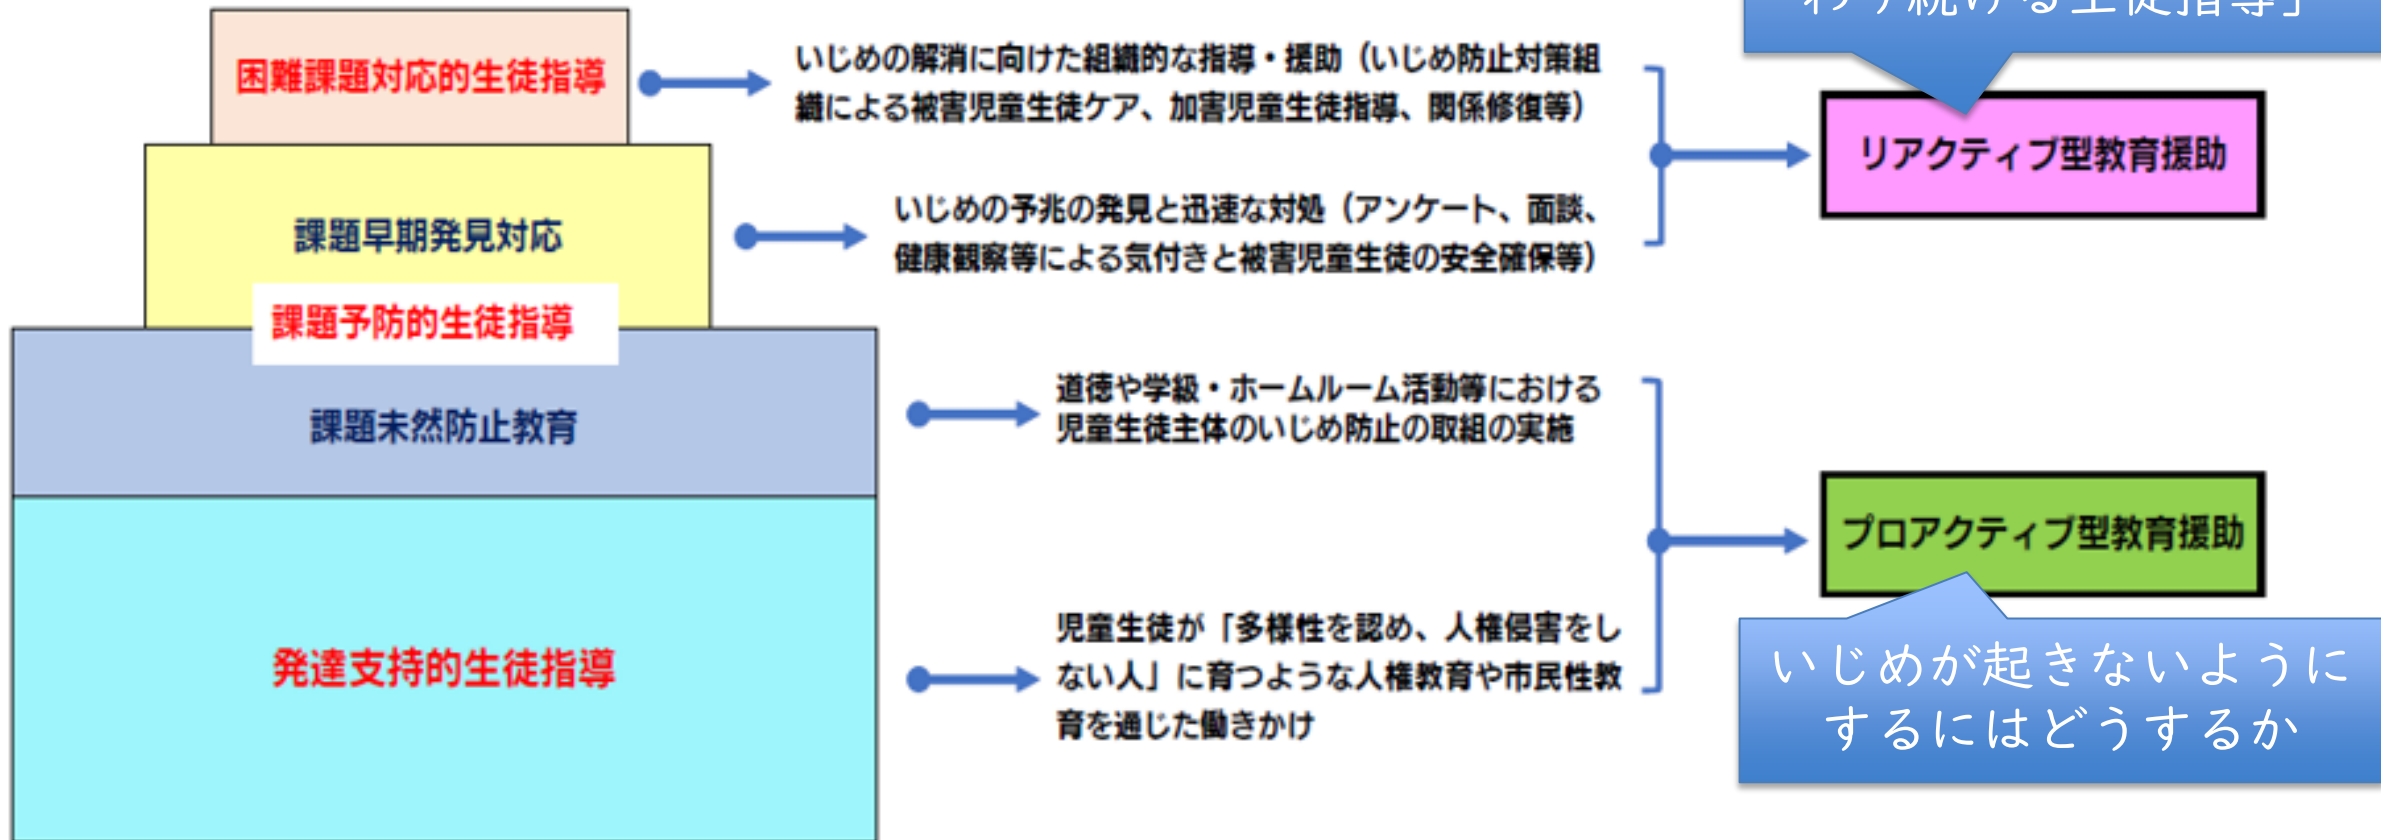 わり続ける生徒指導」
困難課題対応的生徒指導
いじめの解消に向けた組織的な指導・援助（いじめ防止対策組
織による被害児童生徒ケア、加害児童生徒指導、関係修復等）
リアクティブ型教育援助
課題早期発見対応
いじめの予兆の発見と迅速な対処（アンケート、面談、
健康観察等による気付きと被害児童生徒の安全確保等）
課題予防的生徒指導
課題未然防止教育
道徳や学級・ホームルーム活動等における
児童生徒主体のいじめ防止の取組の実施
プロアクティブ型教育援助
発達支持的生徒指導
児童生徒が「多様性を認め、人権侵害をし
ない人」に育つような人権教育や市民性教
育を通じた働きかけ
いじめが起きないように
するにはどうするか